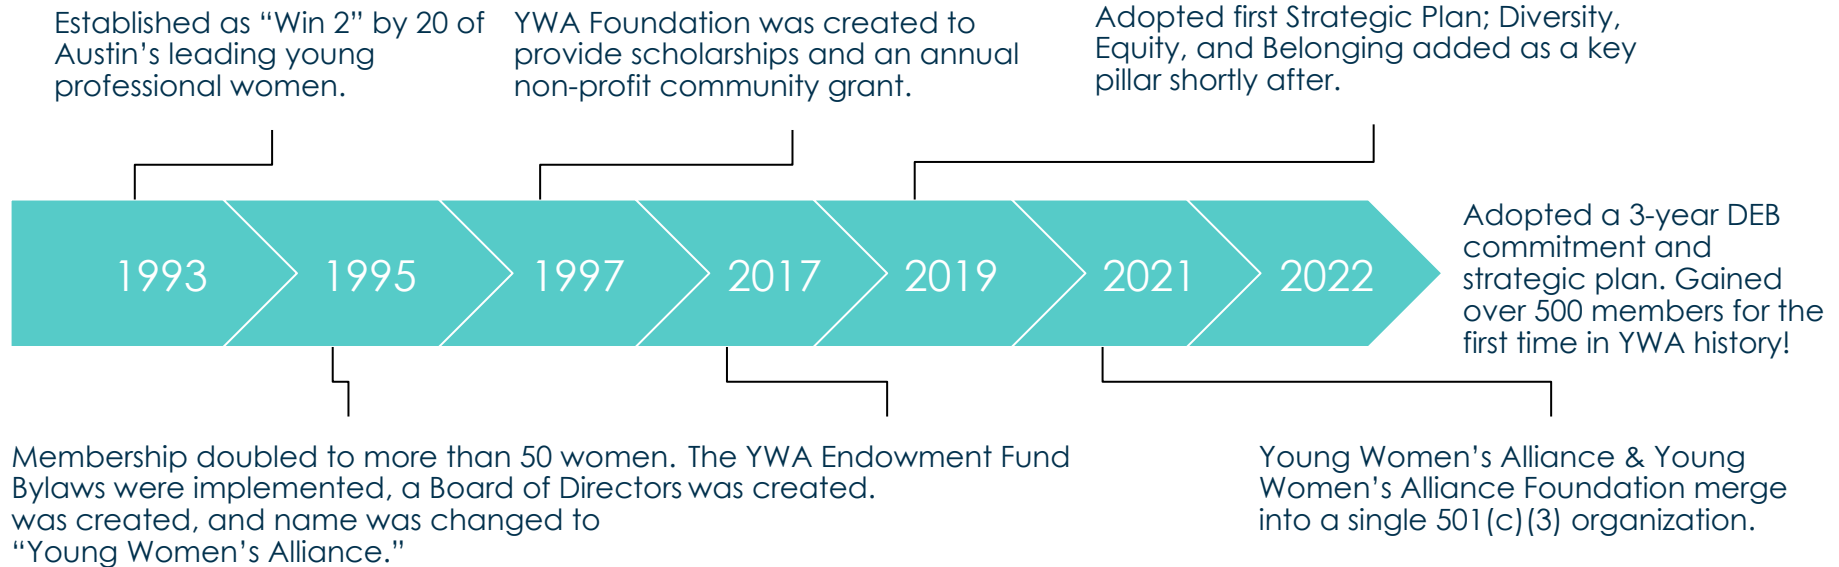 Established as “Win 2” by 20 of
Austin’s leading young
professional women.
YWA Foundation was created to
provide scholarships and an annual
non-profit community grant.
Adopted first Strategic Plan; Diversity,
Equity, and Belonging added as a key
pillar shortly after.
1993
1995
1997
2017
2019
2021
2022
Adopted a 3-year DEB
commitment and
strategic plan. Gained
over 500 members for the
first time in YWA history!
Membership doubled to more than 50 women.
Bylaws were implemented, a Board of Directors
was created, and name was changed to
“Young Women’s Alliance.”
The YWA Endowment Fund
was created.
Young Women’s Alliance & Young
Women’s Alliance Foundation merge
into a single 501(c)(3) organization.